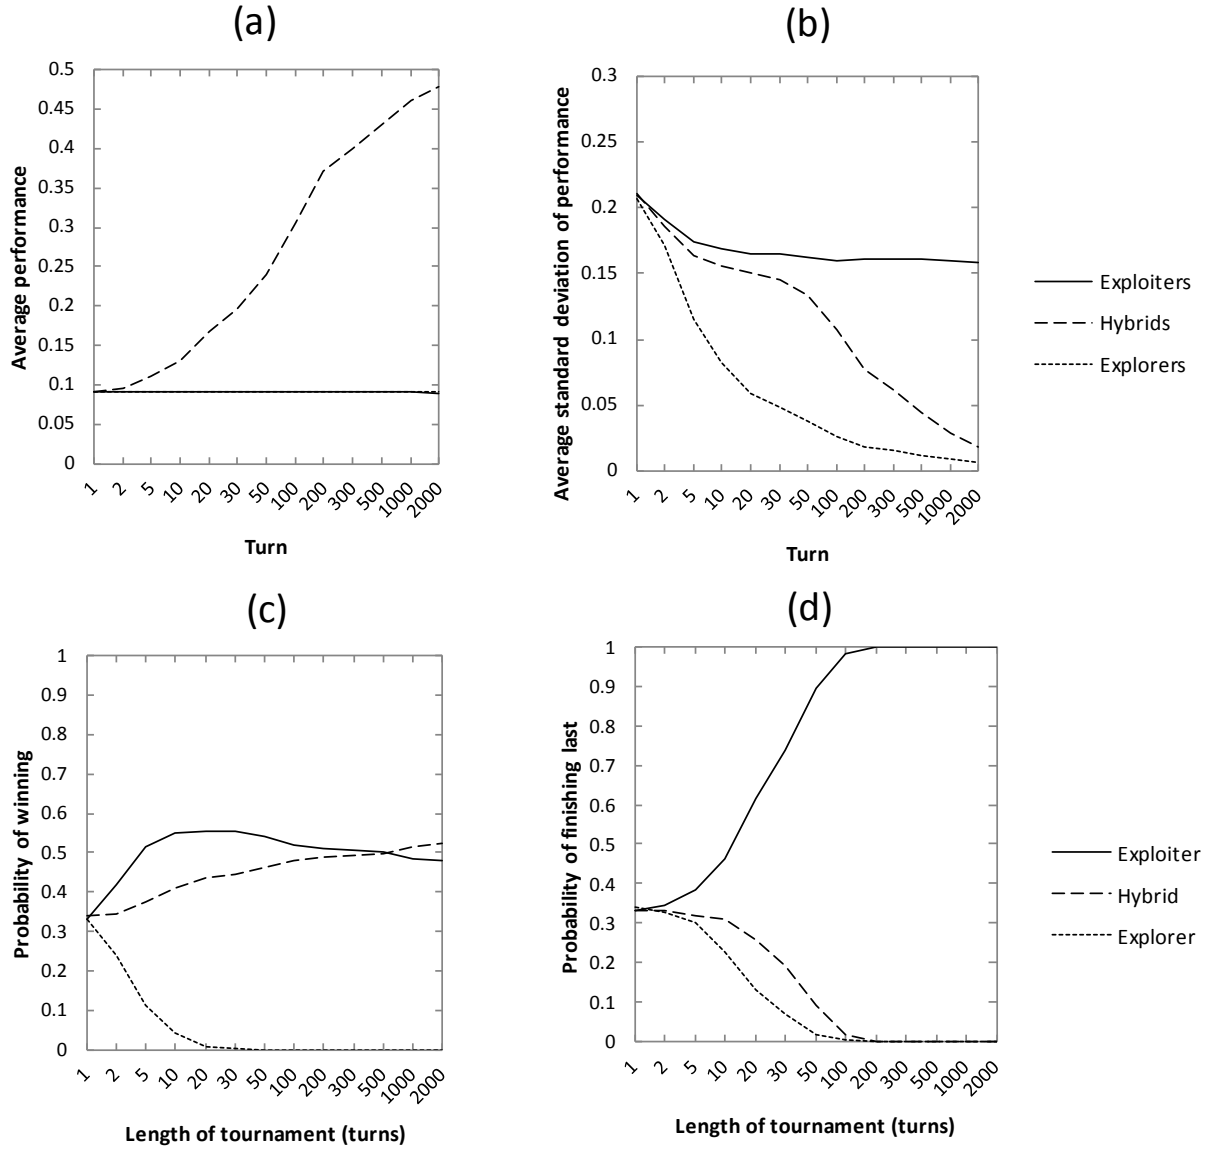 (a)
Average performance
0.5
0.45
0.4
0.35
0.3
0.25
0.2
0.15
0.1
0.05
0
1 2 5 10 20 30 50 100 200 300 500 1000 2000
Turn
(b)
Average standard deviation of performance
0.3
0.25
0.2
0.15
0.1
0.05
0
1 2 5 10 20 30 50 100 200 300 500 1000 2000
Turn
Exploiters
Hybrids
Explorers
(c)
Probability of winning
1
0.9
0.8
0.7
0.6
0.5
0.4
0.3
0.2
0.1
0
1 2 5 10 20 30 50 100 200 300 500 1000 2000
Length of tournament (turns)
(d)
Probability of finishing last
1
0.9
0.8
0.7
0.6
0.5
0.4
0.3
0.2
0.1
0
1 2 5 10 20 30 50 100 200 300 500 1000 2000
Length of tournament (turns)
Exploiter
Hybrid
Explorer